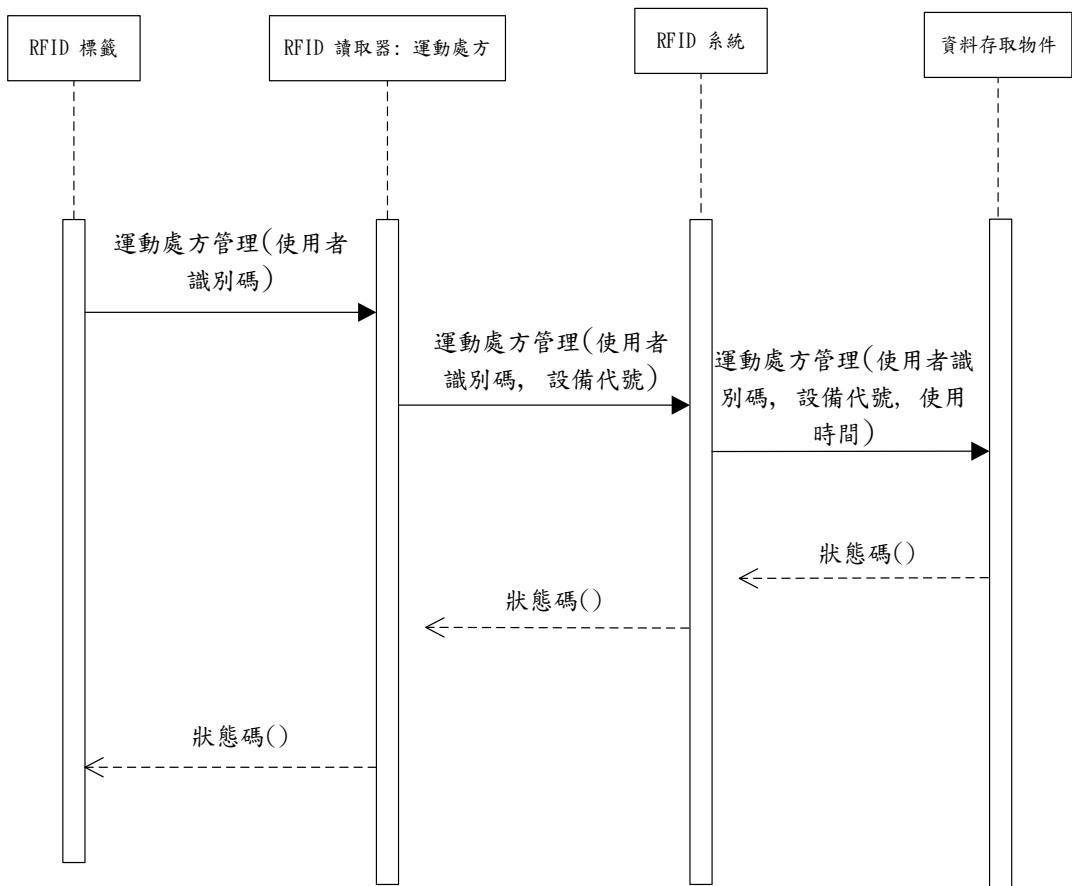 RFID 標籤
RFID 讀取器: 運動處方
RFID 系統
資料存取物件
運動處方管理(使用者
識別碼)
運動處方管理(使用者
識別碼, 設備代號)
運動處方管理(使用者識
別碼, 設備代號, 使用
時間)
狀態碼()
狀態碼()
狀態碼()